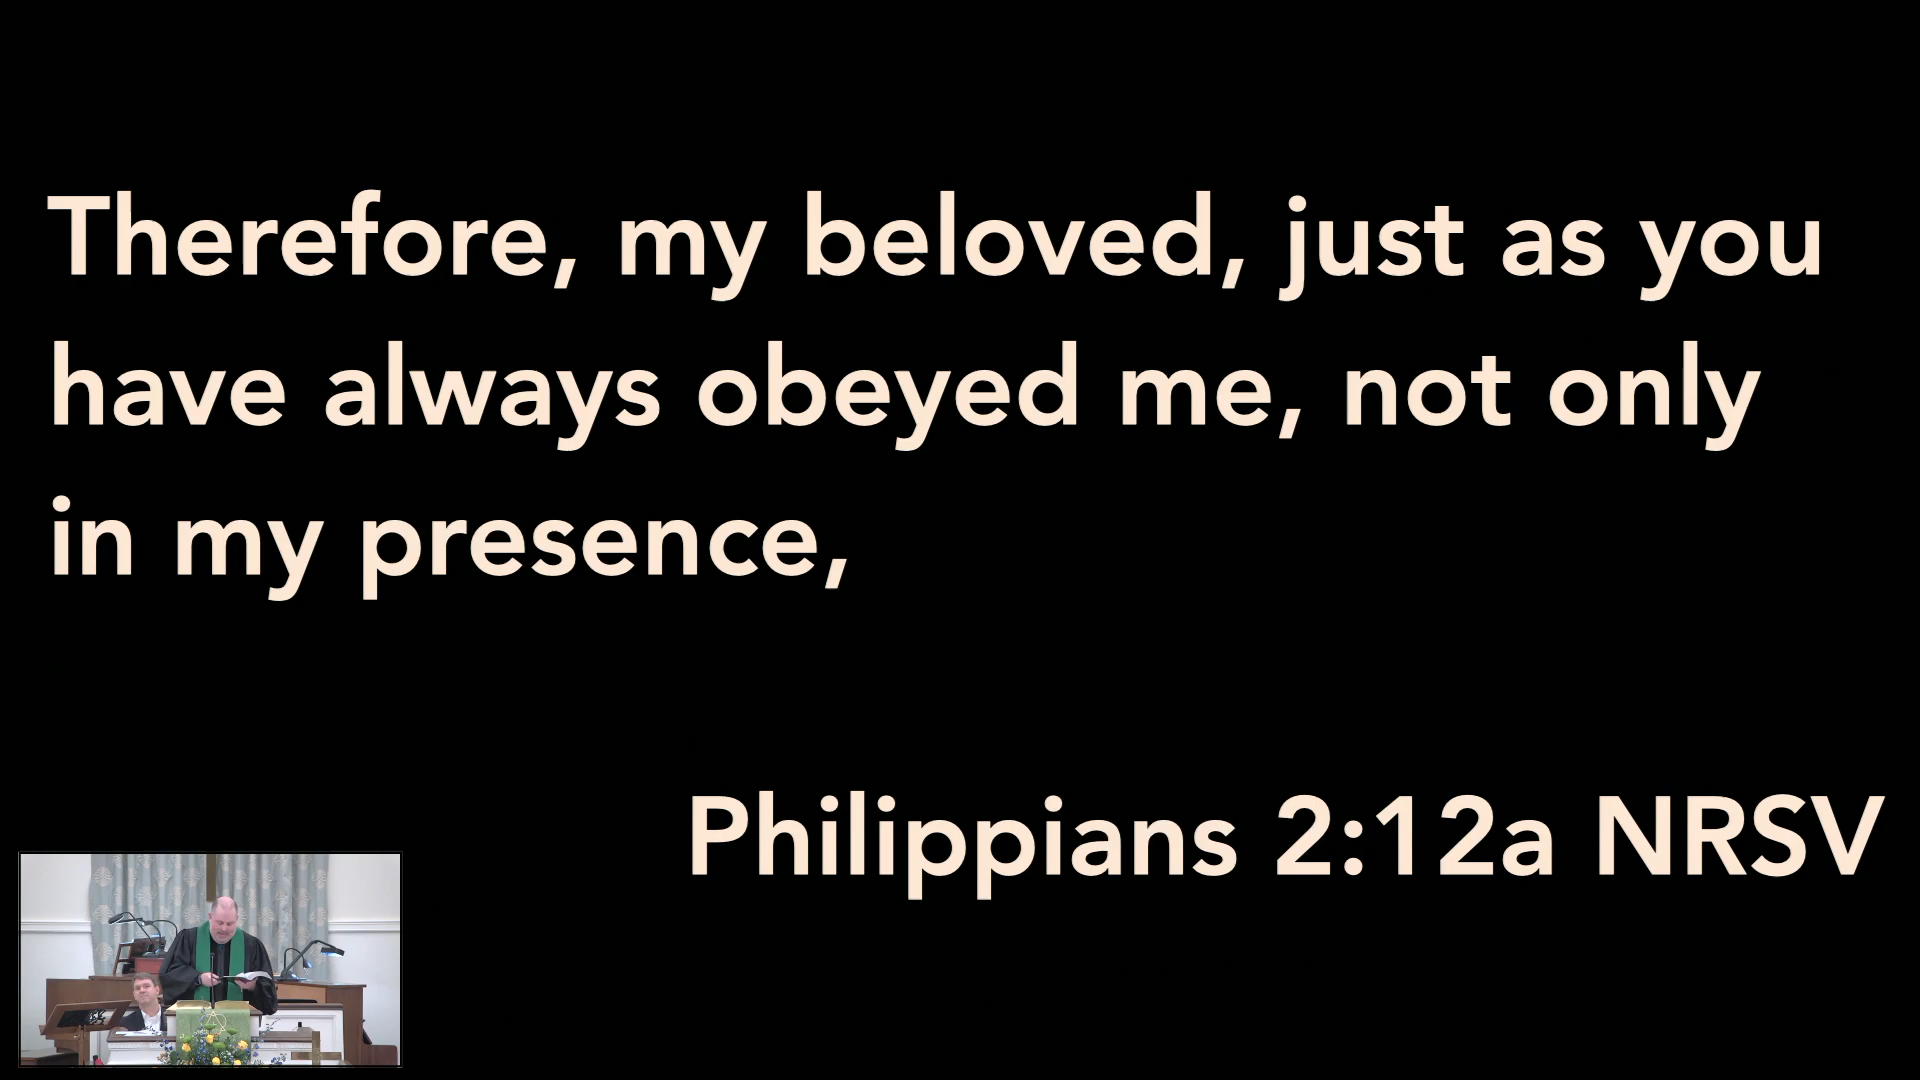 Therefore, my beloved, just as you
have always obeyed me, not only
in my presence,
Philippians 2:12a NRSV